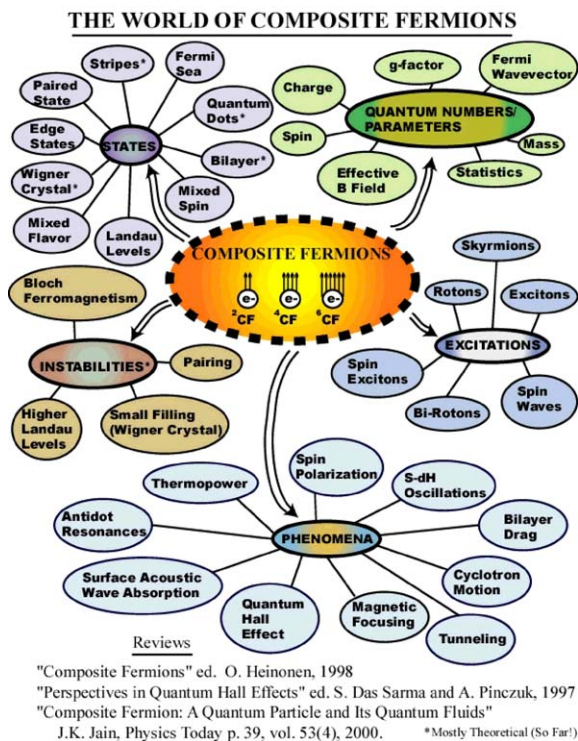 THE WORLD OF COMPOSITE FERMIONS
Stripes*
Fermi
Sea
Paired
State
Quantum
Dots*
Edge
States
STATES
Bilayer*
Wigner
Crystal*
Mixed
Spin
Mixed
Flavor
Landau
Levels
g-factor
Fermi
Wavevector
Charge
QUANTUM NUMBERS/
PARAMETERS
Spin
Mass
Effective
B Field
Statistics
COMPOSITE FERMIONS
e- e- e-
2CF 4CF 6CF
Bloch
Ferromagnetism
INSTABILITIES*
Pairing
Higher
Landau
Levels
Small Filling
(Wigner Crystal)
Skyrmions
Rotons
Excitons
EXCITATIONS
Spin
Excitons
Spin
Waves
Bi-Rotons
Spin
Polarization
Thermopower
S-dH
Oscillations
Antidot
Resonances
Bilayer
Drag
PHENOMENA
Surface Acoustic
Wave Absorption
Cyclotron
Motion
Quantum
Hall
Effect
Magnetic
Focusing
Tunneling
Reviews
"Composite Fermions" ed. O. Heinonen, 1998
"Perspectives in Quantum Hall Effects" ed. S. Das Sarma and A. Pinczuk, 1997
"Composite Fermion: A Quantum Particle and Its Quantum Fluids"
J.K. Jain, Physics Today p. 39, vol. 53(4), 2000.
*Mostly Theoretical (So Far!)